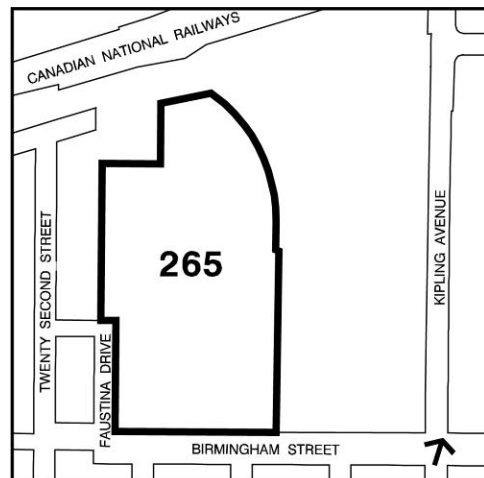 CANADIAN NATIONAL RAILWAYS
265
TWENTY SECOND STREET
FAUSTINA DRIVE
KIPLING AVENUE
BIRMINGHAM STREET